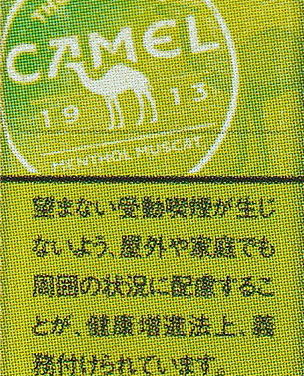 THE
CAMEL
1913
MENTHOL MUSCAT
望まない受動喫煙が生じ
ないよう、屋外や家庭でも
周囲の状況に配慮するこ
とが、健康増進法上、義
務付けられています。